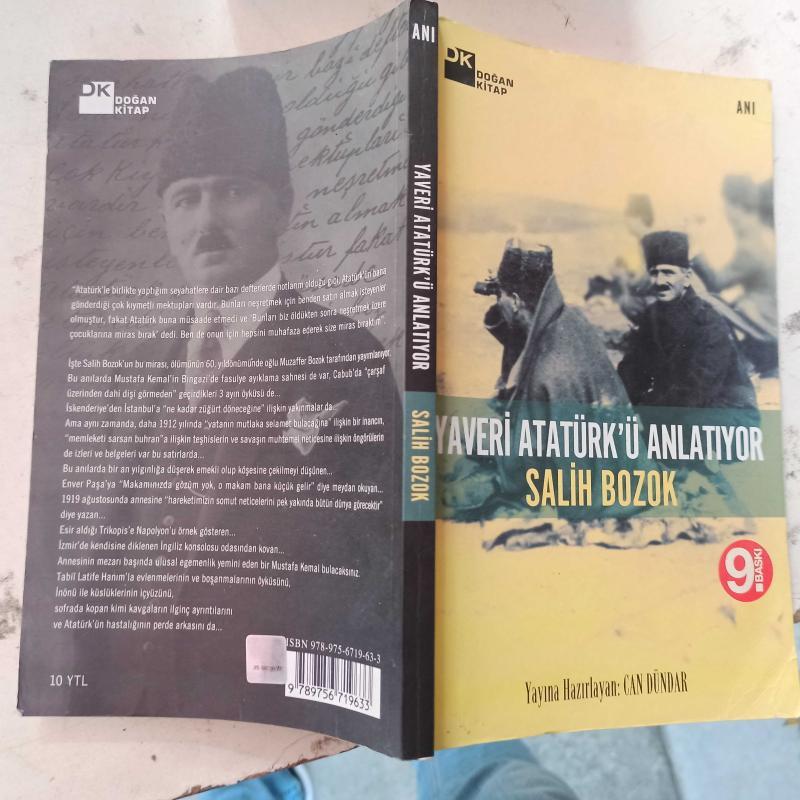 DK
DOĞAN
KİTAP
"Atatürk'le birlikte yaptığım seyahatlere dair bazı defterlerde notlarım olduğu gibi, Atatürk'ün bana
gönderdiği çok kıymetli mektupları vardır. Bunları neşretmek için benden satın almak isteyenler
olmuştur, fakat Atatürk buna müsaade etmedi ve 'Bunları biz öldükten sonra neşretmek üzere
çocuklarına miras bırak' dedi. Ben de onun için hepsini muhafaza ederek size miras bıraktım"
İşte Salih Bozok'un bu mirası, ölümünün 60. yıldönümünde oğlu Muzaffer Bozok tarafından yayımlanıyor.
Bu anılarda Mustafa Kemal'in Bingazi'de fasulye ayıklama sahnesi de var, Cabub'da "çarşaf
üzerinden dahi dişi görmeden" geçirdikleri 3 ayın öyküsü de...
İskenderiye'den İstanbul'a "ne kadar züğürt döneceğine" ilişkin yakınmalar da...
Ama aynı zamanda, daha 1912 yılında "vatanın mutlaka selamet bulacağına" ilişkin bir inancın,
"memleketi sarsan buhran"a ilişkin teşhislerin ve savaşın muhtemel neticesine ilişkin öngörülerin
de izleri ve belgeleri var bu satırlarda...
Bu anılarda bir an yılgınlığa düşerek emekli olup köşesine çekilmeyi düşünen...
Enver Paşa'ya "Makamınızda gözüm yok, o makam bana küçük gelir" diye meydan okuyan...
1919 ağustosunda annesine "hareketimizin somut neticelerini pek yakında bütün dünya görecektir"
diye yazan...
Esir aldığı Trikopis'e Napolyon'u örnek gösteren...
İzmir'de kendisine diklenen İngiliz konsolosu odasından kovan...
Annesinin mezarı başında ulusal egemenlik yemini eden bir Mustafa Kemal bulacaksınız.
Tabiî Latife Hanım'la evlenmelerinin ve boşanmalarının öyküsünü,
İnönü ile küslüklerinin içyüzünü,
sofrada kopan kimi kavgaların ilginç ayrıntılarını
ve Atatürk'ün hastalığının perde arkasını da...
10 YTL
ISBN 978-975-6719-63-3
9 789756 719633
ANI
YAVERİ ATATÜRK'Ü ANLATIYOR
SALİH BOZOK
DK
DOĞAN
KİTAP
ANI
YAVERİ ATATÜRK'Ü ANLATIYOR
SALİH BOZOK
9. BASKI
Yayına Hazırlayan: CAN DÜNDAR